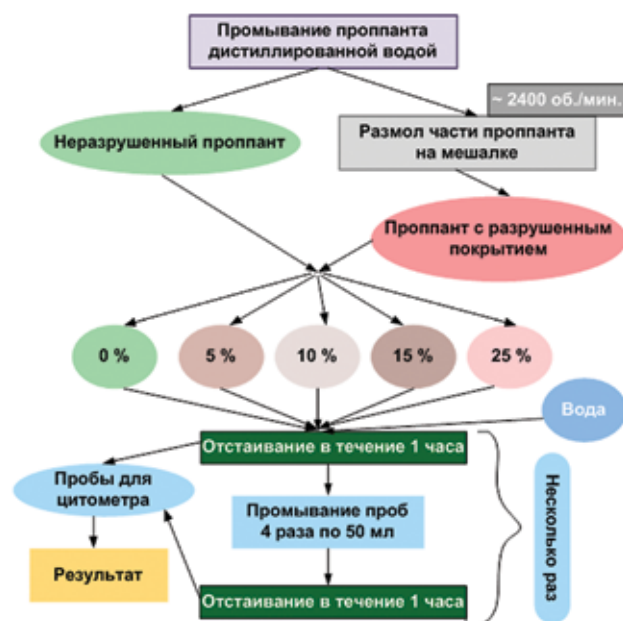 Промывание проппанта
дистиллированной водой
~ 2400 об./мин.
Неразрушенный проппант
Размол части проппанта
на мешалке
Проппант с разрушенным
покрытием
0 %
5 %
10 %
15 %
25 %
Вода
Отстаивание в течение 1 часа
Пробы для
цитометра
Промывание проб
4 раза по 50 мл
Несколько раз
Результат
Отстаивание в течение 1 часа